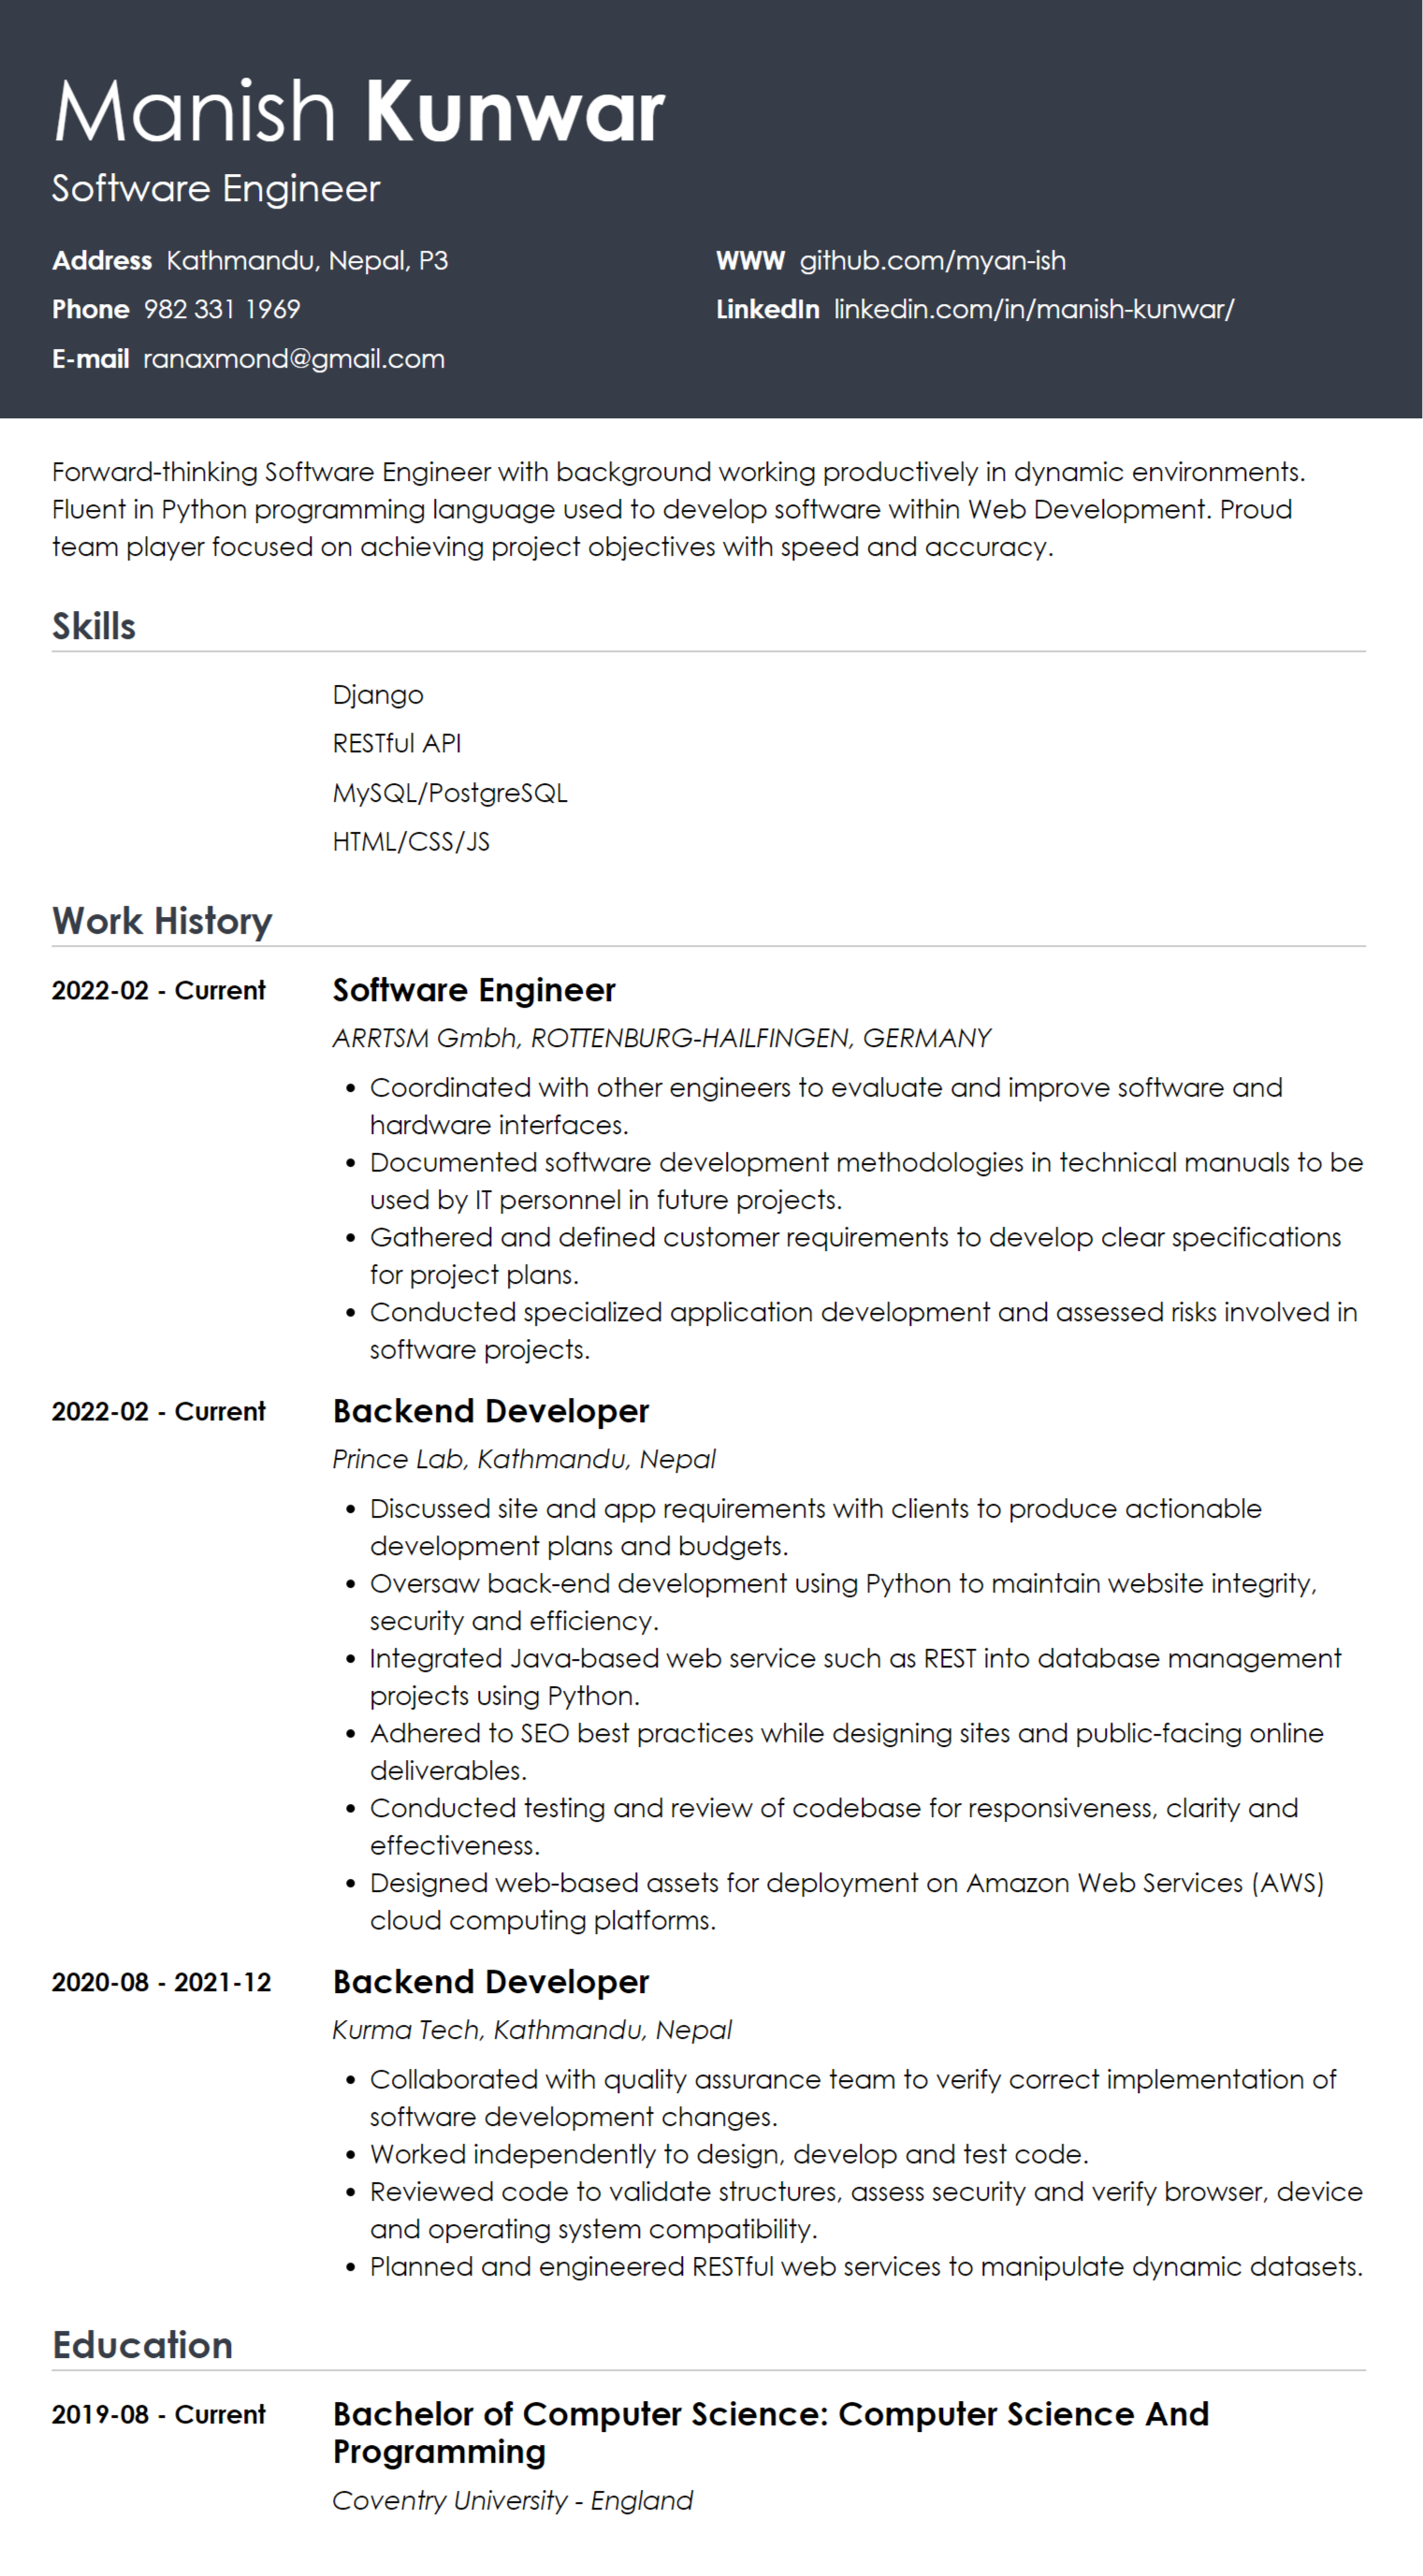 Manish Kunwar
Software Engineer
Address Kathmandu, Nepal, P3
Phone 982 331 1969
E-mail ranaxmond@gmail.com
WWW github.com/myan-ish
LinkedIn linkedin.com/in/manish-kunwar/
Forward-thinking Software Engineer with background working productively in dynamic environments.
Fluent in Python programming language used to develop software within Web Development. Proud
team player focused on achieving project objectives with speed and accuracy.
Skills
Django
RESTful API
MySQL/PostgreSQL
HTML/CSS/JS
Work History
2022-02 - Current
Software Engineer
ARRTSM Gmbh, ROTTENBURG-HAILFINGEN, GERMANY
• Coordinated with other engineers to evaluate and improve software and
hardware interfaces.
• Documented software development methodologies in technical manuals to be
used by IT personnel in future projects.
• Gathered and defined customer requirements to develop clear specifications
for project plans.
• Conducted specialized application development and assessed risks involved in
software projects.
2022-02 - Current
Backend Developer
Prince Lab, Kathmandu, Nepal
• Discussed site and app requirements with clients to produce actionable
development plans and budgets.
• Oversaw back-end development using Python to maintain website integrity,
security and efficiency.
• Integrated Java-based web service such as REST into database management
projects using Python.
• Adhered to SEO best practices while designing sites and public-facing online
deliverables.
• Conducted testing and review of codebase for responsiveness, clarity and
effectiveness.
• Designed web-based assets for deployment on Amazon Web Services (AWS)
cloud computing platforms.
2020-08 - 2021-12
Backend Developer
Kurma Tech, Kathmandu, Nepal
• Collaborated with quality assurance team to verify correct implementation of
software development changes.
• Worked independently to design, develop and test code.
• Reviewed code to validate structures, assess security and verify browser, device
and operating system compatibility.
• Planned and engineered RESTful web services to manipulate dynamic datasets.
Education
2019-08 - Current
Bachelor of Computer Science: Computer Science And
Programming
Coventry University - England